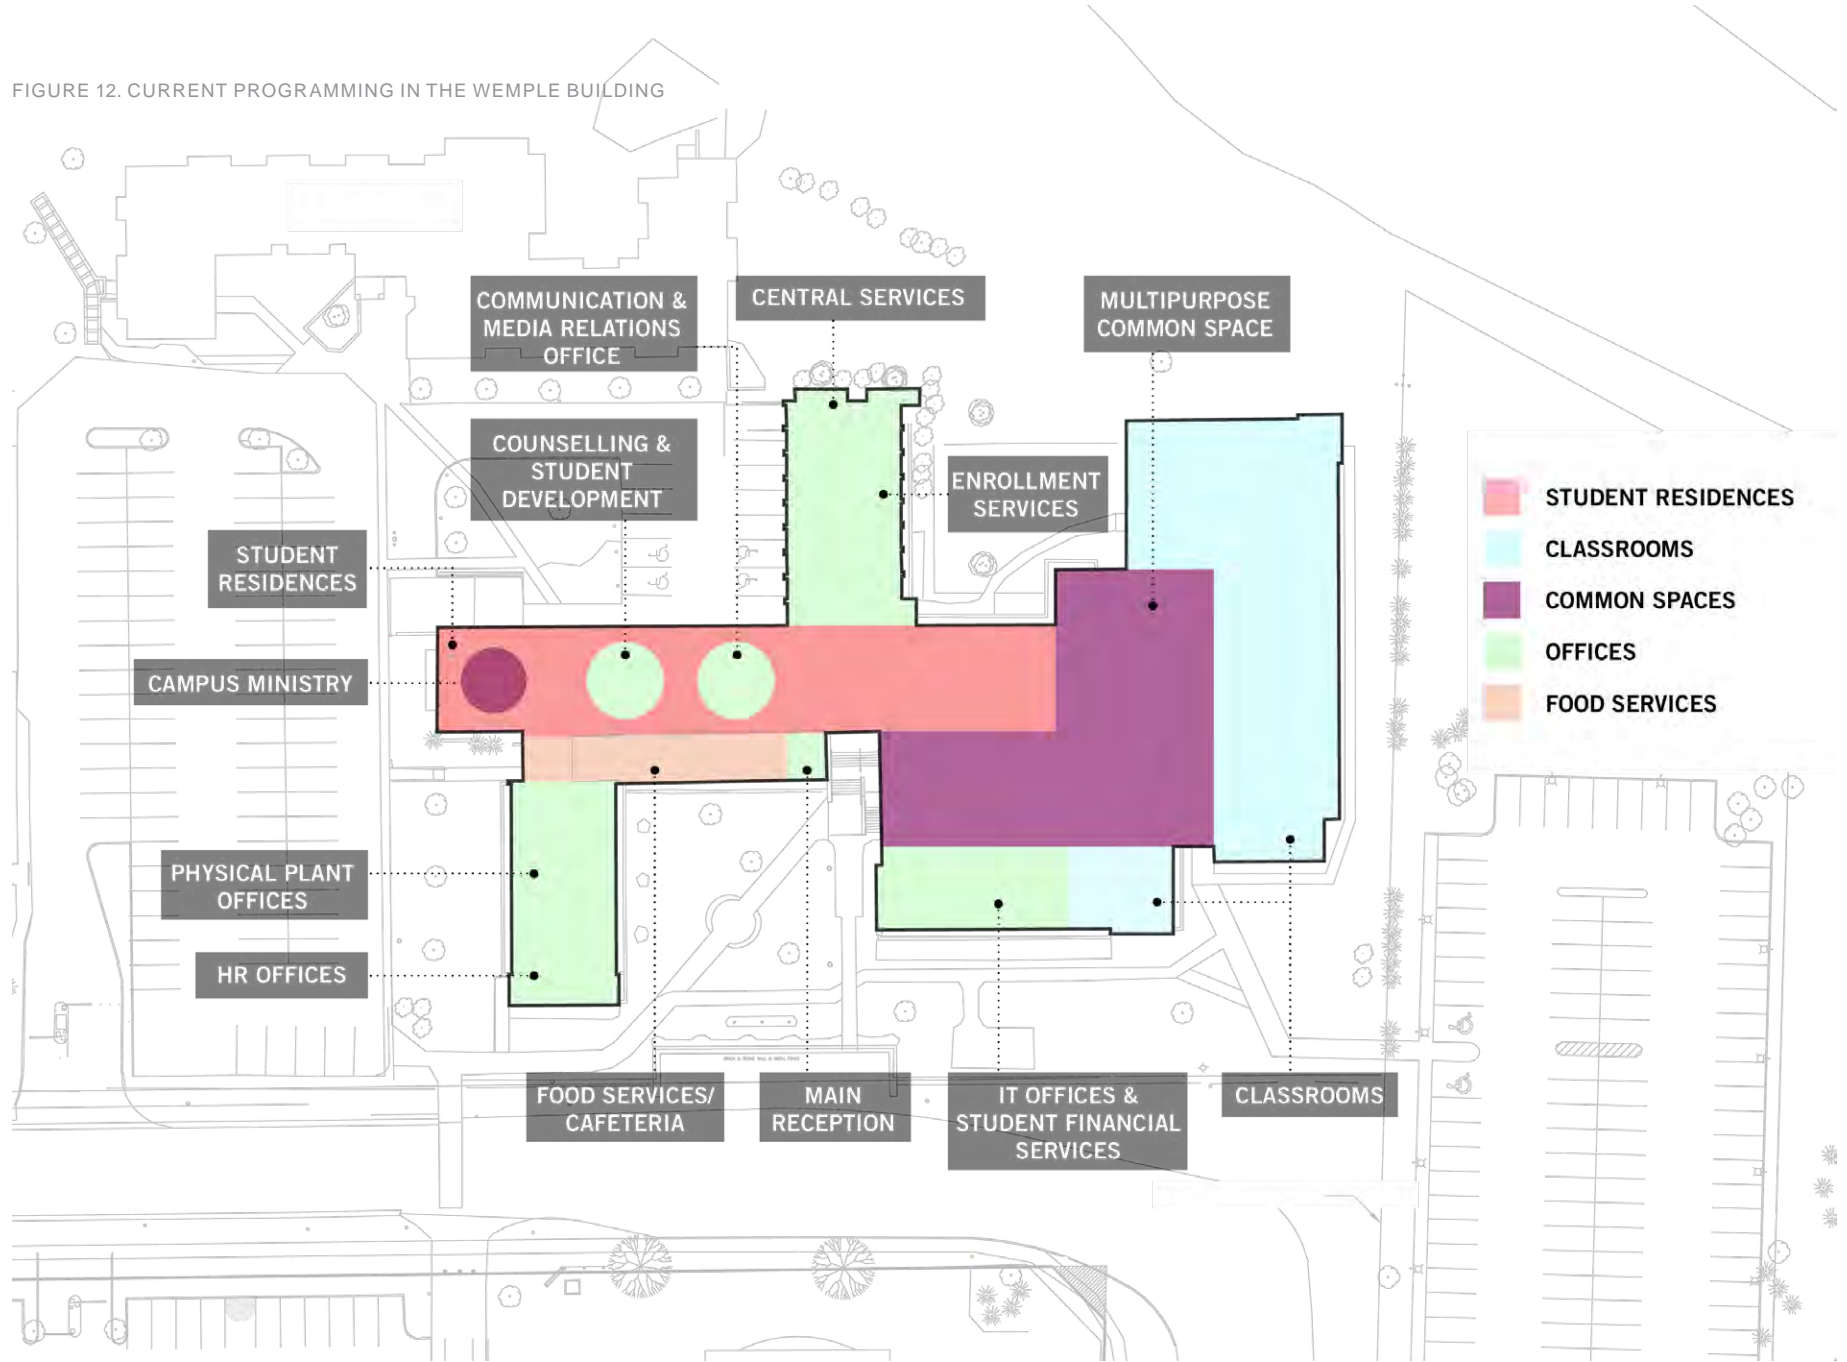 FIGURE 12. CURRENT PROGRAMMING IN THE WEMPLE BUILDING
COMMUNICATION &
MEDIA RELATIONS
OFFICE
CENTRAL SERVICES
MULTIPURPOSE
COMMON SPACE
COUNSELLING &
STUDENT
DEVELOPMENT
ENROLLMENT
SERVICES
STUDENT
RESIDENCES
CAMPUS MINISTRY
PHYSICAL PLANT
OFFICES
HR OFFICES
FOOD SERVICES/
CAFETERIA
MAIN
RECEPTION
IT OFFICES &
STUDENT FINANCIAL
SERVICES
CLASSROOMS
STUDENT RESIDENCES
CLASSROOMS
COMMON SPACES
OFFICES
FOOD SERVICES